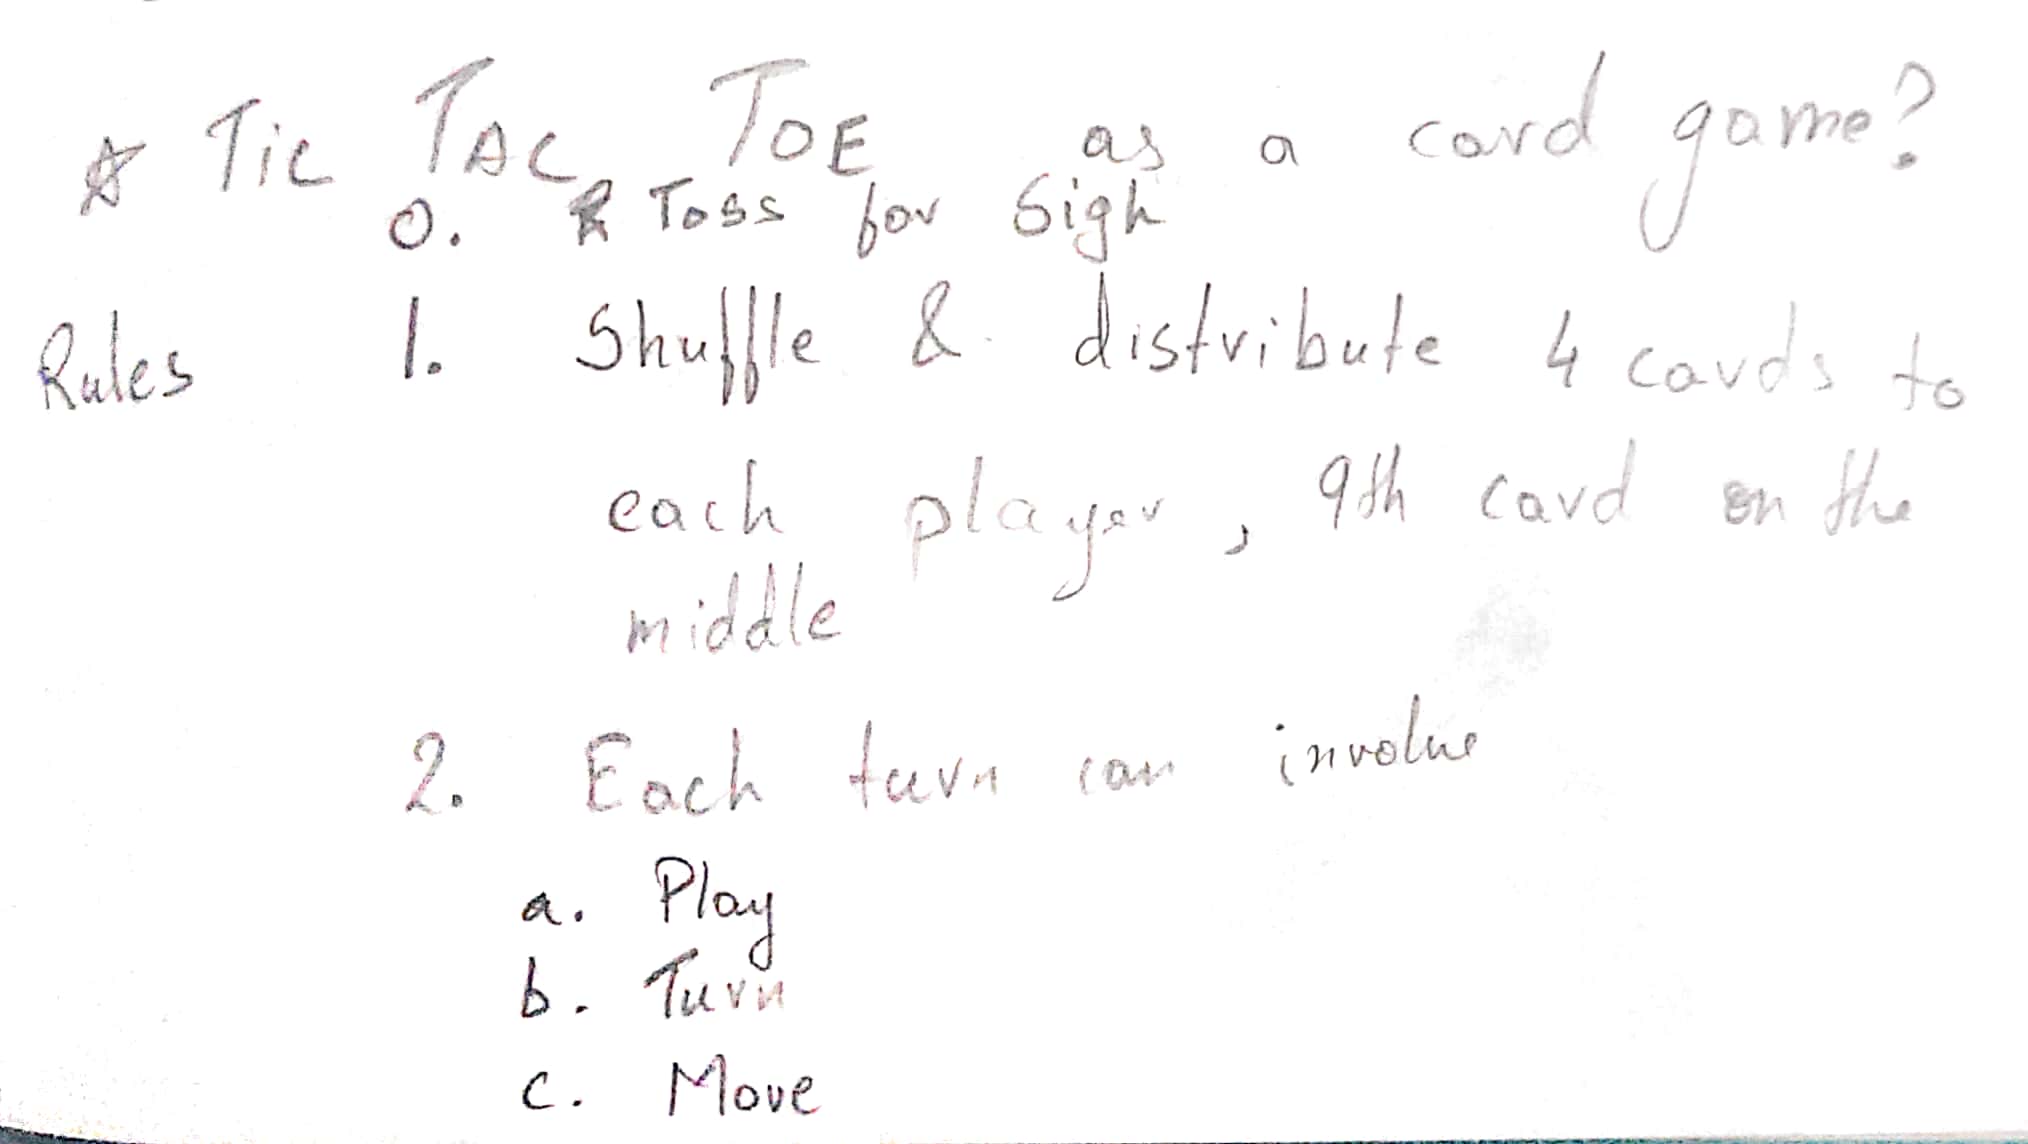 ☆ Tic TAC TOE as a card game?
0. Toss for Sigh
Rules 1. Shuffle & distribute 4 cards to
each player, 9th card on the
middle
2. Each turn can involve
a. Play
b. Turn
c. Move